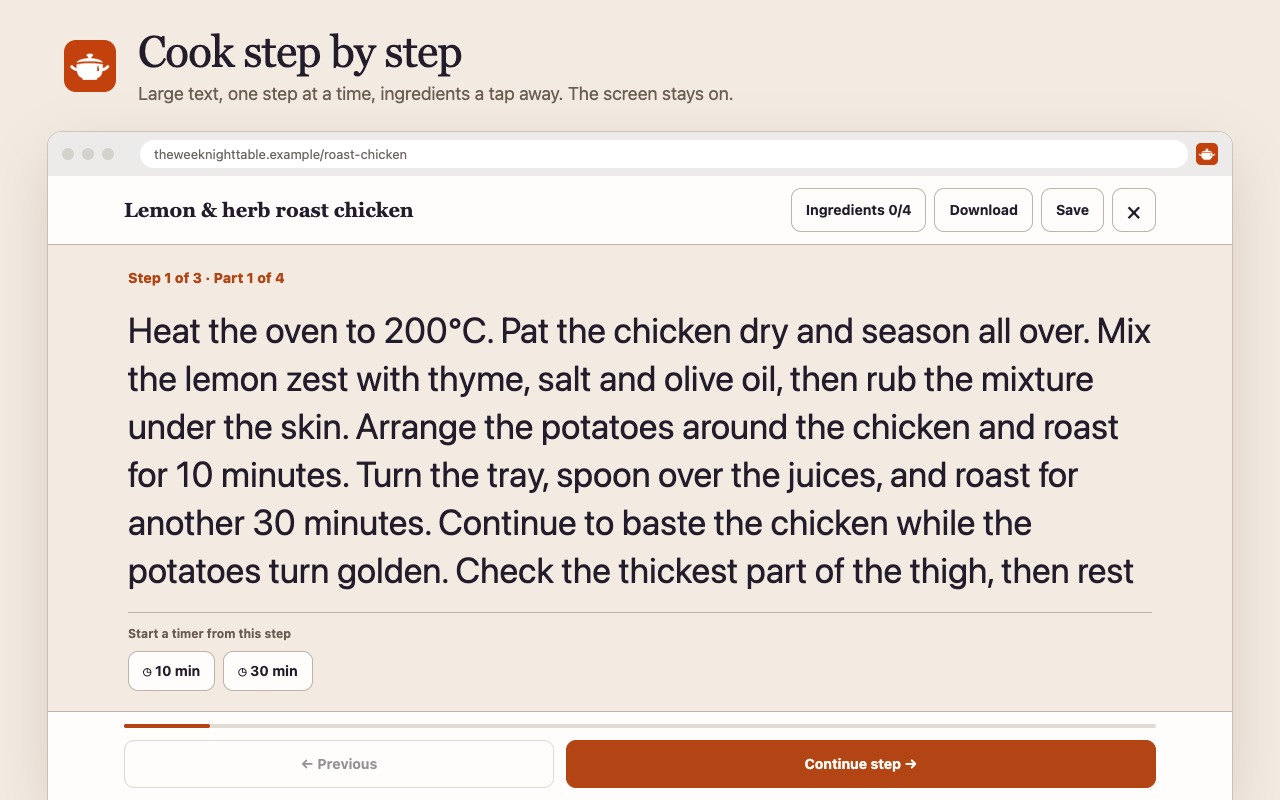 Cook step by step
Large text, one step at a time, ingredients a tap away. The screen stays on.
theweeknighttable.example/roast-chicken
Lemon & herb roast chicken
Ingredients 0/4
Download
Save
×
Step 1 of 3 · Part 1 of 4
Heat the oven to 200°C. Pat the chicken dry and season all over. Mix
the lemon zest with thyme, salt and olive oil, then rub the mixture
under the skin. Arrange the potatoes around the chicken and roast
for 10 minutes. Turn the tray, spoon over the juices, and roast for
another 30 minutes. Continue to baste the chicken while the
potatoes turn golden. Check the thickest part of the thigh, then rest
Start a timer from this step
◷ 10 min
◷ 30 min
← Previous
Continue step →